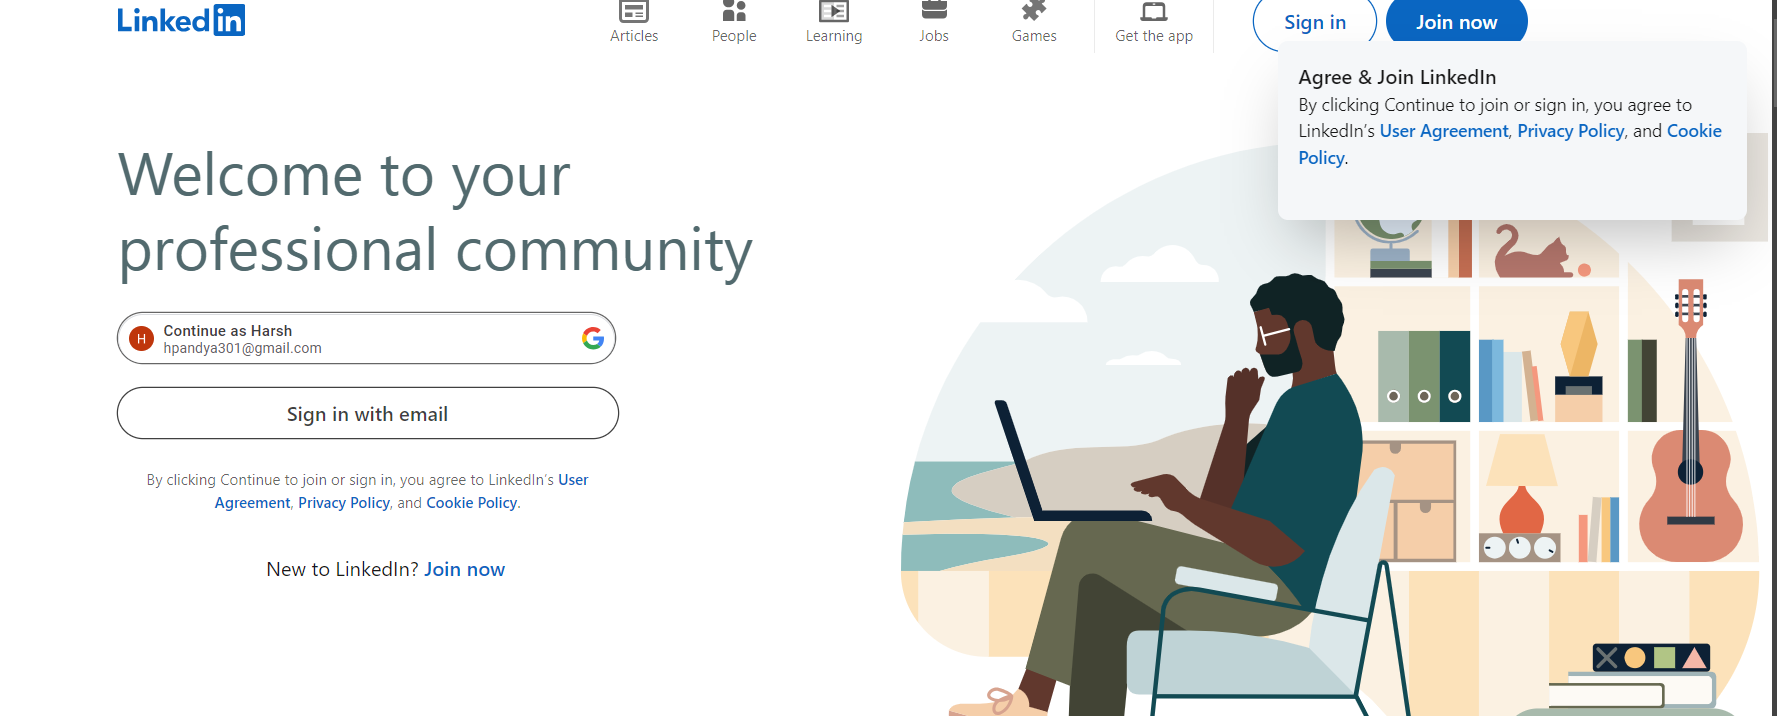 LinkedIn
Articles
People
Learning
Jobs
Games
Get the app
Sign in
Join now
Agree & Join LinkedIn
By clicking Continue to join or sign in, you agree to
LinkedIn’s User Agreement, Privacy Policy, and Cookie
Policy.
Welcome to your
professional community
H
Continue as Harsh
hpandya301@gmail.com
Sign in with email
By clicking Continue to join or sign in, you agree to LinkedIn’s User
Agreement, Privacy Policy, and Cookie Policy.
New to LinkedIn? Join now